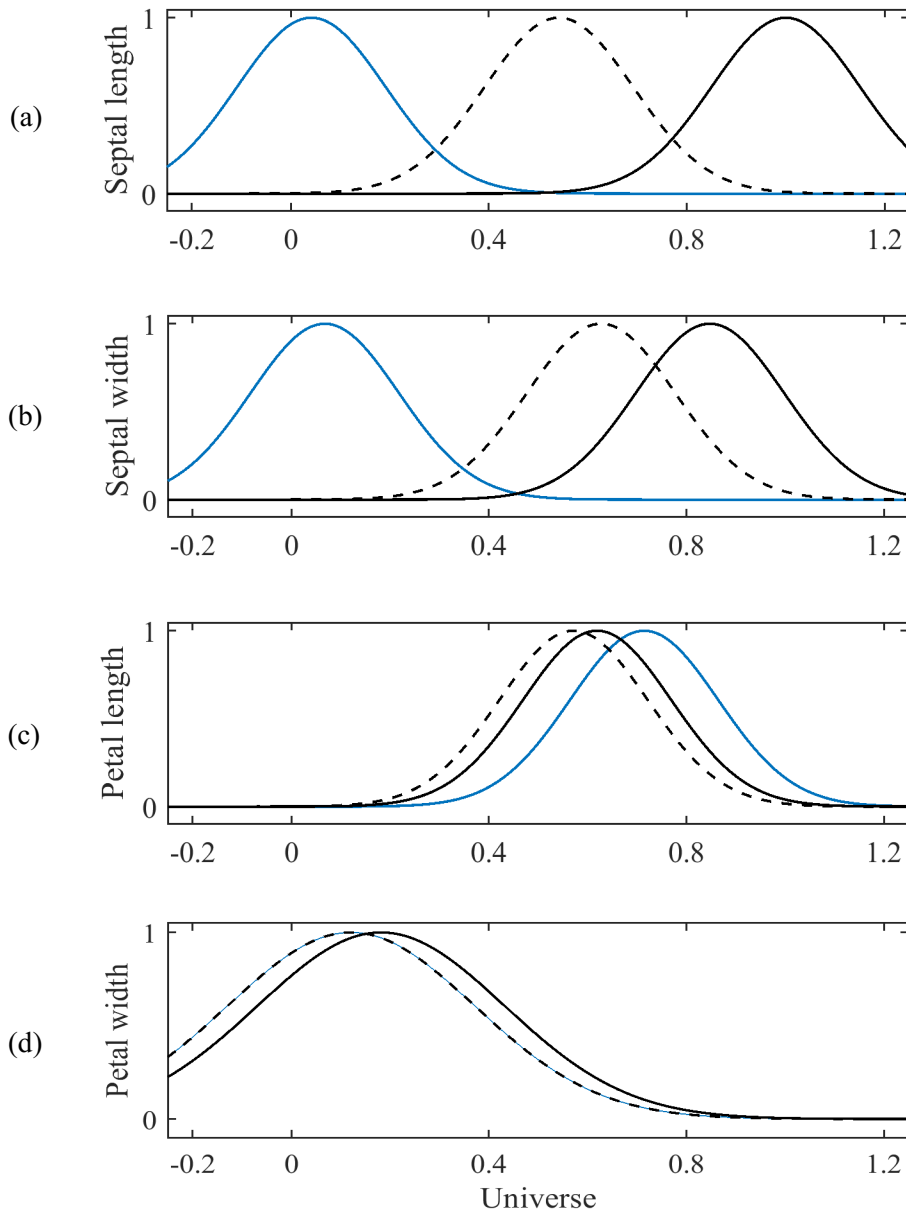 (a)
Septal length
1
0
-0.2 0 0.4 0.8 1.2
(b)
Septal width
1
0
-0.2 0 0.4 0.8 1.2
(c)
Petal length
1
0
-0.2 0 0.4 0.8 1.2
(d)
Petal width
1
0
-0.2 0 0.4 0.8 1.2
Universe